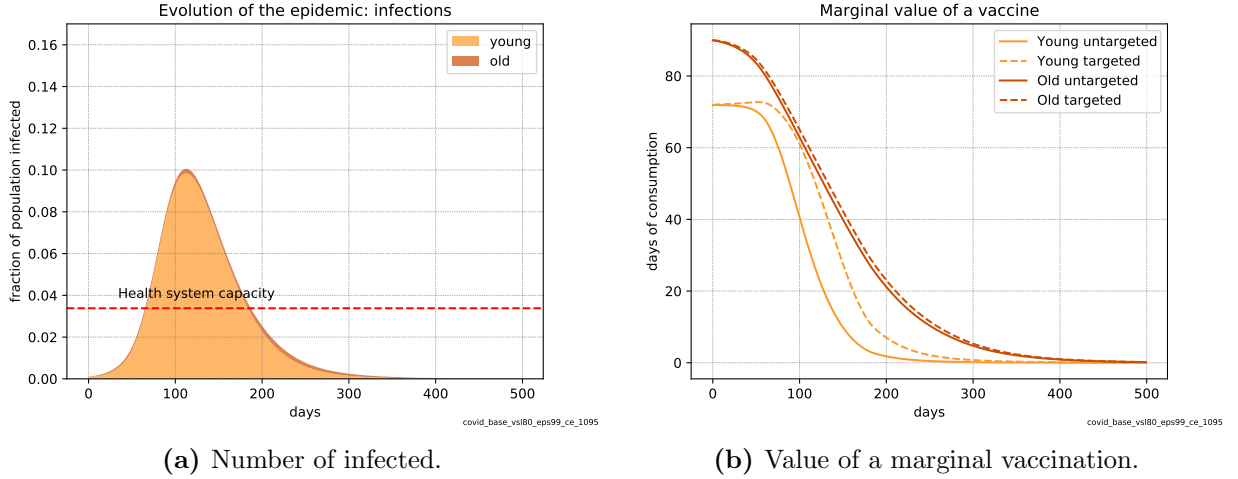 Evolution of the epidemic: infections
young
old
Health system capacity
fraction of population infected
0.16
0.14
0.12
0.10
0.08
0.06
0.04
0.02
0.00
0 100 200 300 400 500
days
covid_base_vsl80_eps99_ce_1095
(a) Number of infected.
Marginal value of a vaccine
Young untargeted
Young targeted
Old untargeted
Old targeted
days of consumption
80
60
40
20
0
0 100 200 300 400 500
days
covid_base_vsl80_eps99_ce_1095
(b) Value of a marginal vaccination.